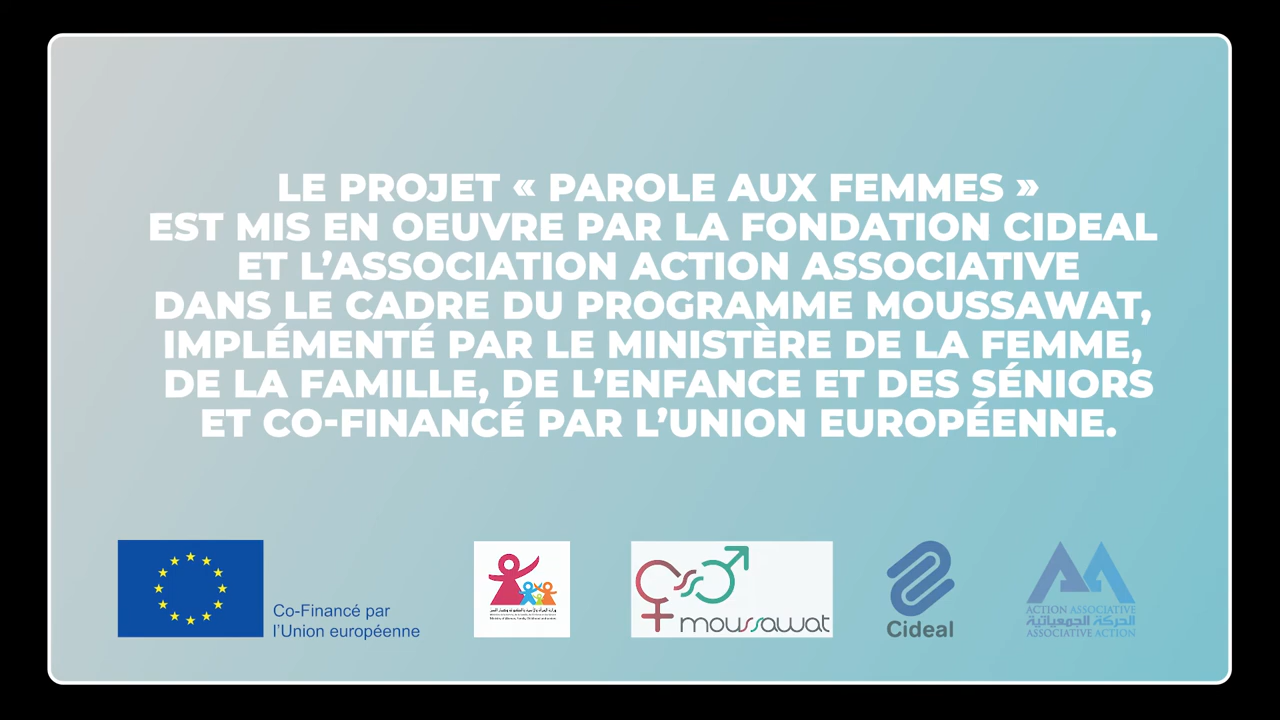 LE PROJET « PAROLE AUX FEMMES »
EST MIS EN OEUVRE PAR LA FONDATION CIDEAL
ET L’ASSOCIATION ACTION ASSOCIATIVE
DANS LE CADRE DU PROGRAMME MOUSSAWAT,
IMPLÉMENTÉ PAR LE MINISTÈRE DE LA FEMME,
DE LA FAMILLE, DE L’ENFANCE ET DES SÉNIORS
ET CO-FINANCÉ PAR L’UNION EUROPÉENNE.
Co-Financé par
l’Union européenne
moussawat
Cideal
ACTION ASSOCIATIVE
الحركة الجمعياتية
ASSOCIATIVE ACTION